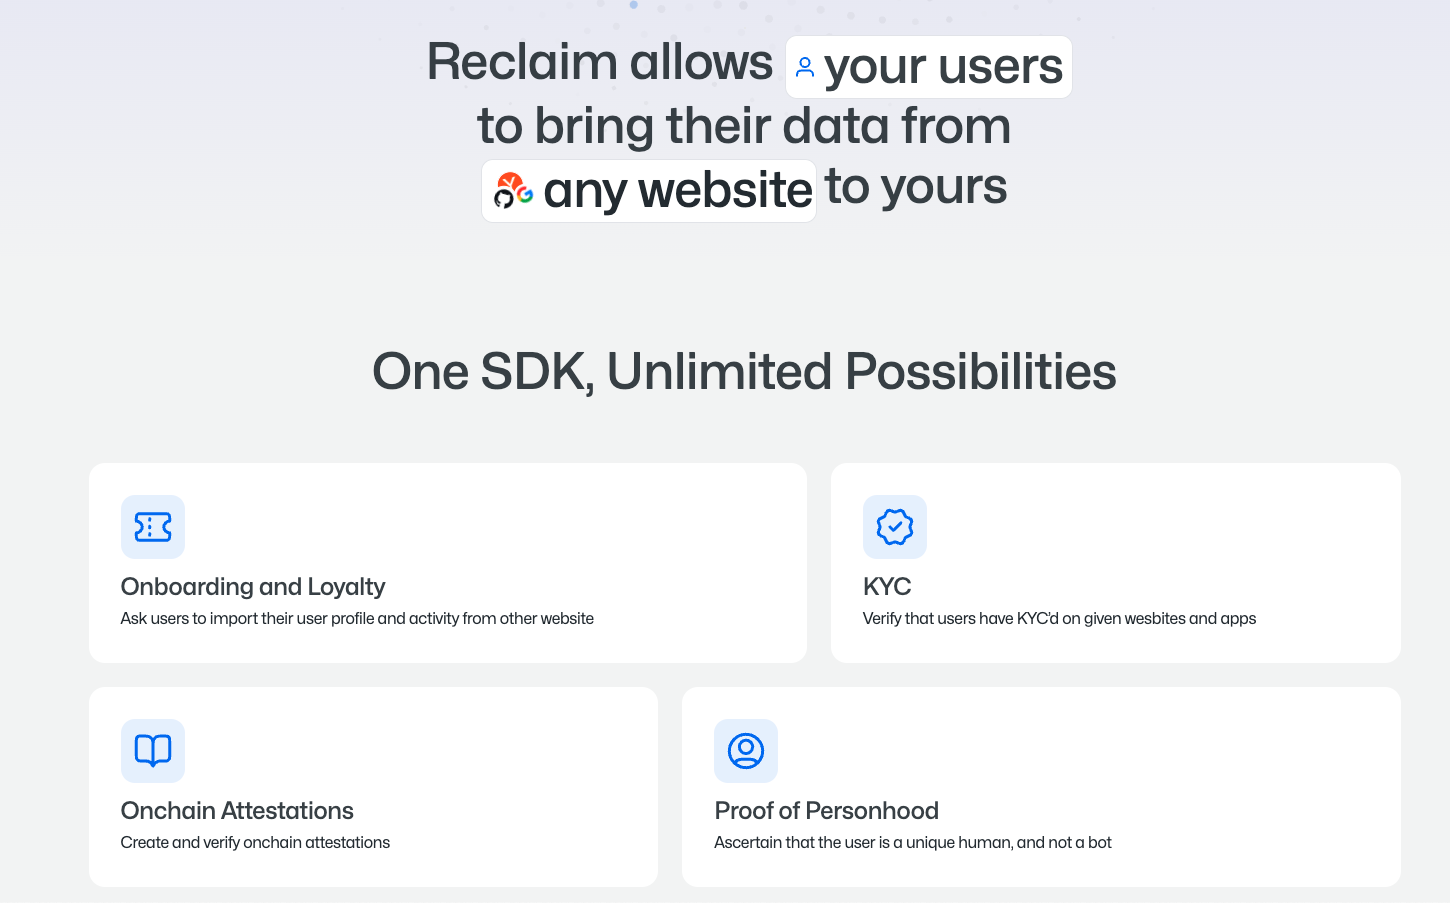 Reclaim allows your users
to bring their data from
any website to yours
One SDK, Unlimited Possibilities
Onboarding and Loyalty
Ask users to import their user profile and activity from other website
KYC
Verify that users have KYC'd on given wesbites and apps
Onchain Attestations
Create and verify onchain attestations
Proof of Personhood
Ascertain that the user is a unique human, and not a bot